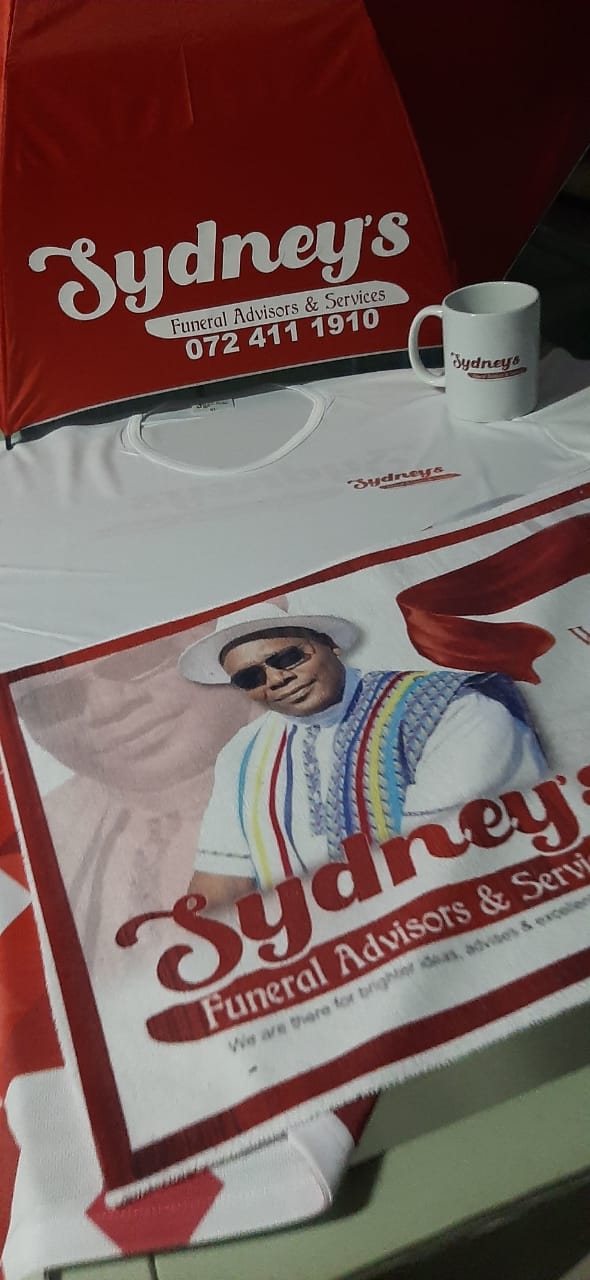 Sydney's
Funeral Advisors & Services
072 411 1910
Sydney's
Sydney's
Sydney's
Funeral Advisors & Servi
We are there for brighter ideas, advises & excellen